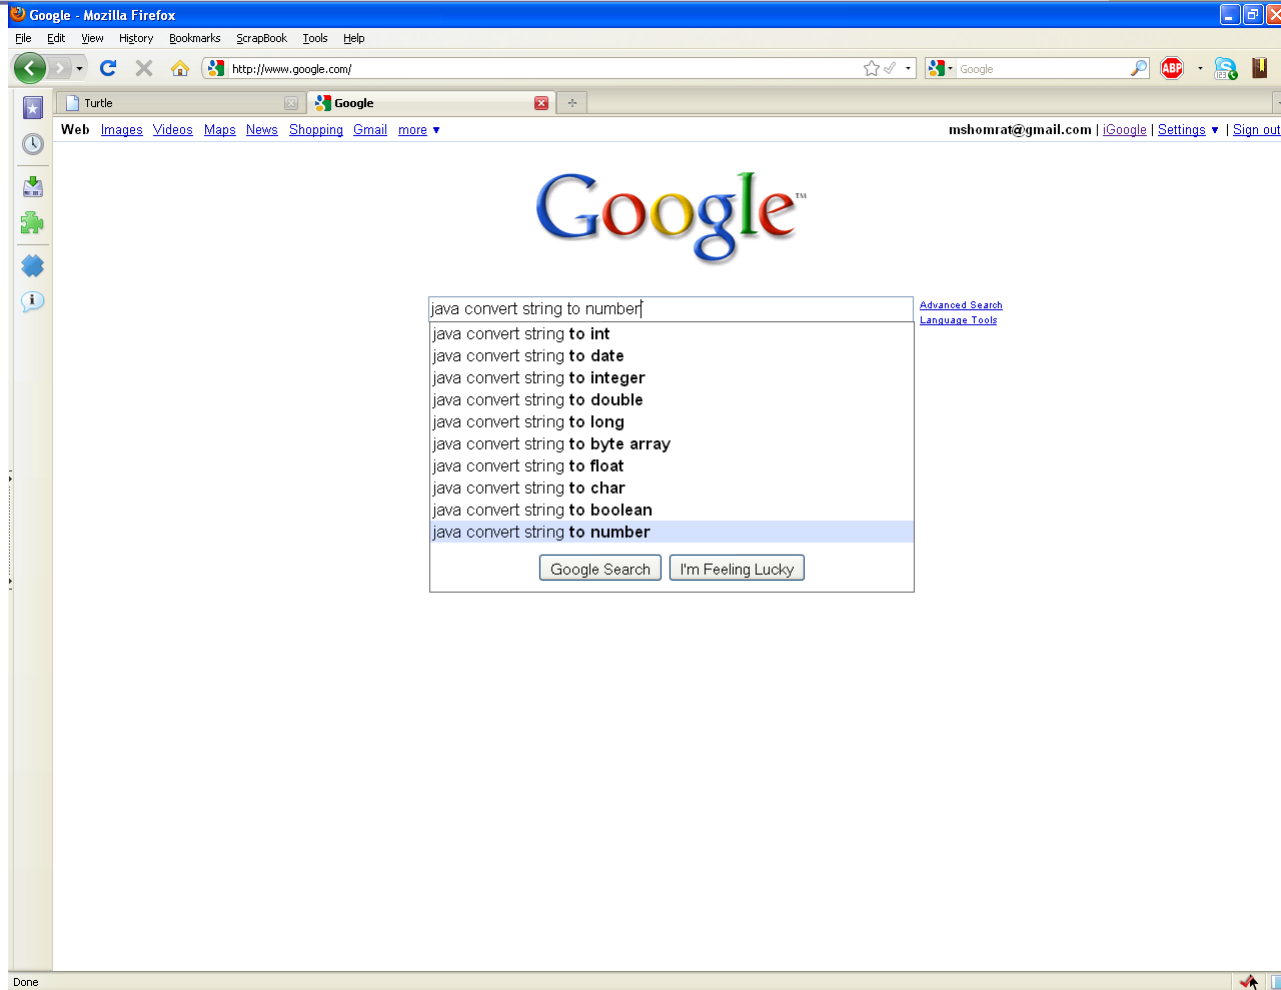 Google - Mozilla Firefox
File Edit View History Bookmarks ScrapBook Tools Help
http://www.google.com/ Google ABP 123
Turtle Google
Web Images Videos Maps News Shopping Gmail more ▼ mshomrat@gmail.com | iGoogle | Settings ▼ | Sign out
Google™
java convert string to number
Advanced Search
Language Tools
java convert string to int
java convert string to date
java convert string to integer
java convert string to double
java convert string to long
java convert string to byte array
java convert string to float
java convert string to char
java convert string to boolean
java convert string to number
Google Search I'm Feeling Lucky
Done